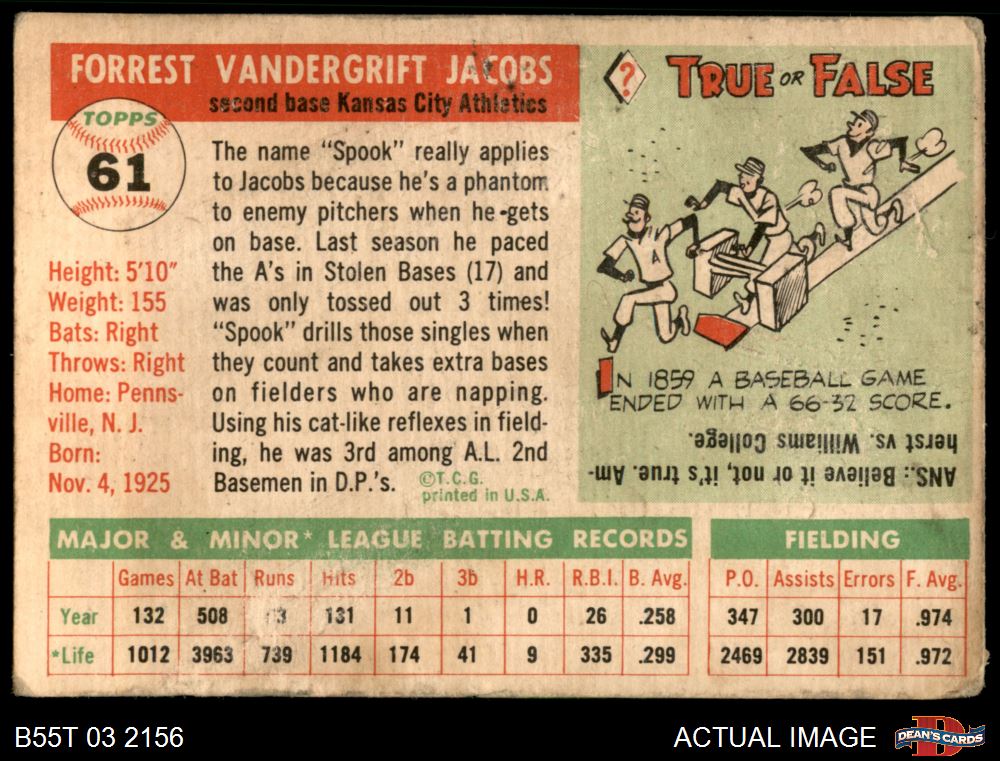 FORREST VANDERGRIFT JACOBS
second base Kansas City Athletics
TOPPS
61
Height: 5'10"
Weight: 155
Bats: Right
Throws: Right
Home: Penns-
ville, N. J.
Born:
Nov. 4, 1925
The name "Spook" really applies
to Jacobs because he's a phantom
to enemy pitchers when he gets
on base. Last season he paced
the A's in Stolen Bases (17) and
was only tossed out 3 times!
"Spook" drills those singles when
they count and takes extra bases
on fielders who are napping.
Using his cat-like reflexes in field-
ing, he was 3rd among A.L. 2nd
Basemen in D.P.'s.
©T.C.G.
printed in U.S.A.
?
TRUE OR FALSE
A
IN 1859 A BASEBALL GAME
ENDED WITH A 66-32 SCORE.
ANS.: Believe it or not, it's true. Am-
herst vs. Williams College.
MAJOR & MINOR* LEAGUE BATTING RECORDS
Games At Bat Runs Hits 2b 3b H.R. R.B.I. B. Avg.
Year 132 508 131 11 1 0 26 .258
*Life 1012 3963 739 1184 174 41 9 335 .299
FIELDING
P.O. Assists Errors F. Avg.
347 300 17 .974
2469 2839 151 .972
B55T 03 2156
ACTUAL IMAGE
D
DEAN'S CARDS